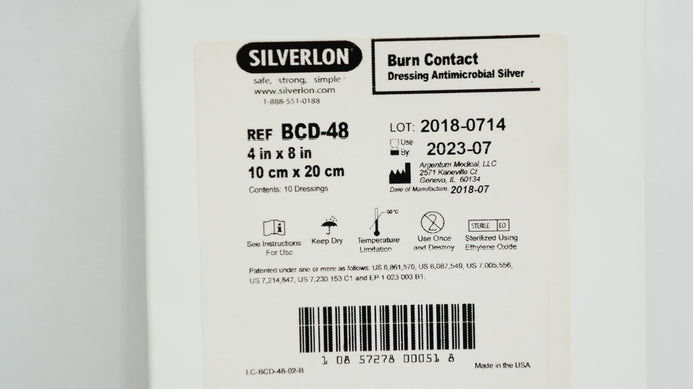 SILVERLON
safe, strong, simple
www.silverlon.com
1-888-551-0188
Burn Contact
Dressing Antimicrobial Silver
REF BCD-48
4 in x 8 in
10 cm x 20 cm
Contents: 10 Dressings
LOT: 2018-0714
Use
By: 2023-07
Argentum Medical, LLC
2571 Kaneville Ct
Geneva, IL 60134
Date of Manufacture: 2018-07
50°C
2
STERILE EO
See Instructions
For Use
Keep Dry
Temperature
Limitation
Use Once
and Destroy
Sterilized Using
Ethylene Oxide
Patented under one or more as follows: US 6,861,570, US 6,087,549, US 7,005,556,
US 7,214,847, US 7,230,153 C1 and EP 1 023 003 B1.
1 08 57278 00051 8
LC-BCD-48-02-B
Made in the USA